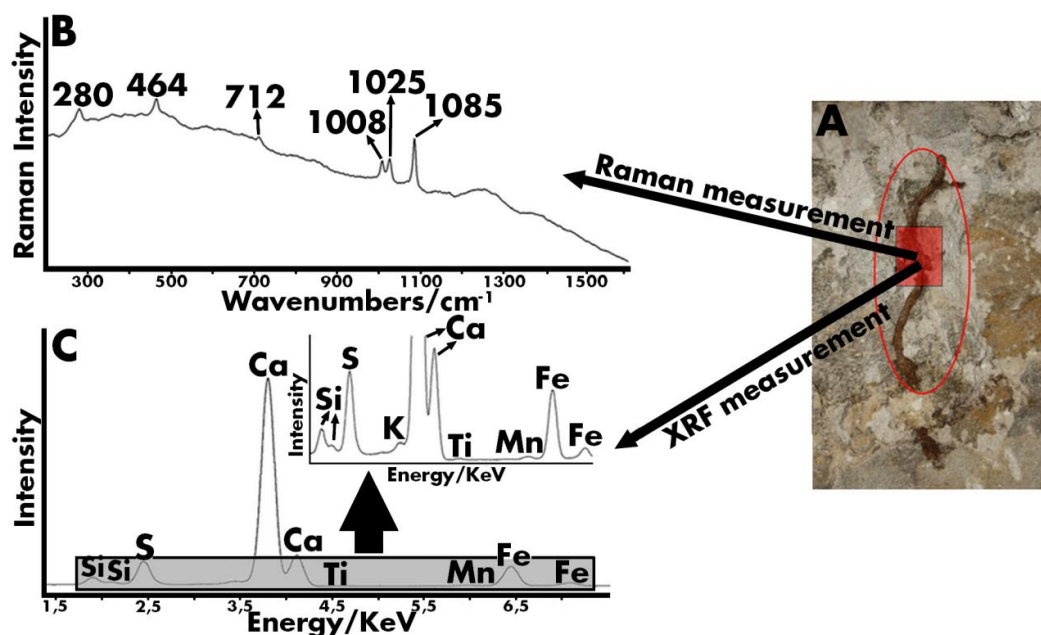 B
Raman Intensity
280
464
712
1008
1025
1085
300 500 700 900 1100 1300 1500
Wavenumbers/cm-1
A
Raman measurement
XRF measurement
C
Intensity
Ca
Si Si
S
Ca
Ti
Mn
Fe
Fe
1,5 2,5 3,5 4,5 5,5 6,5
Energy/KeV
Intensity
Si
S
K
Ca
Ti
Mn
Fe
Fe
Energy/KeV